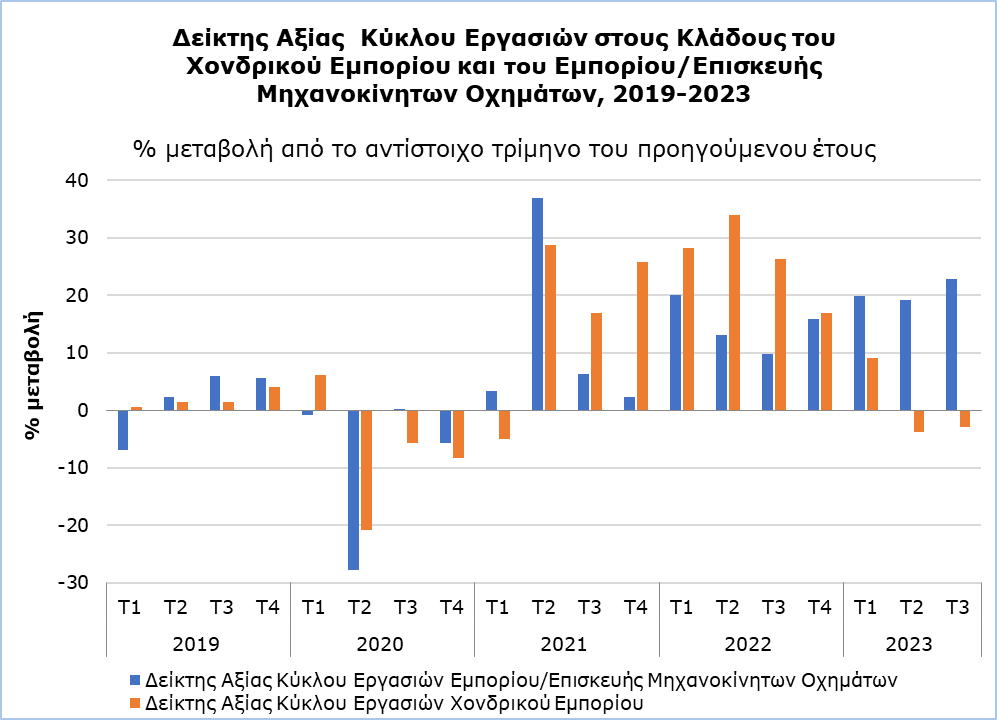 Δείκτης Αξίας  Κύκλου Εργασιών στους Κλάδους του
Χονδρικού Εμπορίου και του Εμπορίου/Επισκευής
Μηχανοκίνητων Οχημάτων, 2019-2023
% μεταβολή από το αντίστοιχο τρίμηνο του προηγούμενου έτους
% μεταβολή
40
30
20
10
0
-10
-20
-30
Τ1 Τ2 Τ3 Τ4 Τ1 Τ2 Τ3 Τ4 Τ1 Τ2 Τ3 Τ4 Τ1 Τ2 Τ3 Τ4 Τ1 Τ2 Τ3
2019 2020 2021 2022 2023
Δείκτης Αξίας Κύκλου Εργασιών Εμπορίου/Επισκευής Μηχανοκίνητων Οχημάτων
Δείκτης Αξίας Κύκλου Εργασιών Χονδρικού Εμπορίου